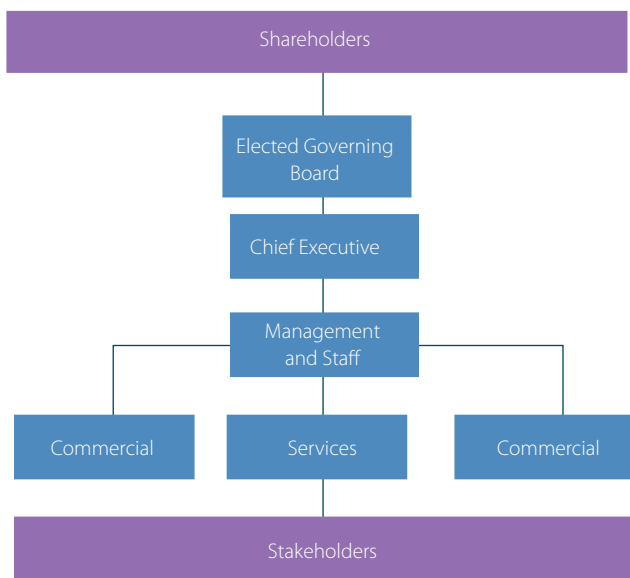 Shareholders
Elected Governing
Board
Chief Executive
Management
and Staff
Commercial
Services
Commercial
Stakeholders